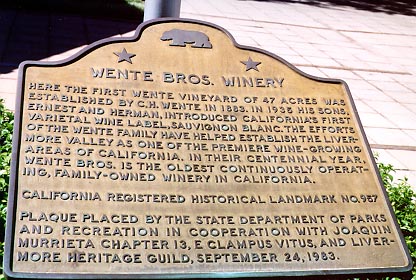 WENTE BROS. WINERY
HERE THE FIRST WENTE VINEYARD OF 47 ACRES WAS
ESTABLISHED BY C.H. WENTE IN 1883. IN 1935 HIS SONS,
ERNEST AND HERMAN, INTRODUCED CALIFORNIA'S FIRST
VARIETAL WINE LABEL, SAUVIGNON BLANC. THE EFFORTS
OF THE WENTE FAMILY HAVE HELPED ESTABLISH THE LIVER-
MORE VALLEY AS ONE OF THE PREMIERE WINE-GROWING
AREAS OF CALIFORNIA. IN THEIR CENTENNIAL YEAR,
WENTE BROS. IS THE OLDEST CONTINUOUSLY OPERAT-
ING, FAMILY-OWNED WINERY IN CALIFORNIA.
CALIFORNIA REGISTERED HISTORICAL LANDMARK NO. 957
PLAQUE PLACED BY THE STATE DEPARTMENT OF PARKS
AND RECREATION IN COOPERATION WITH JOAQUIN
MURRIETA CHAPTER 13, E CLAMPUS VITUS, AND LIVER-
MORE HERITAGE GUILD, SEPTEMBER 24, 1983.